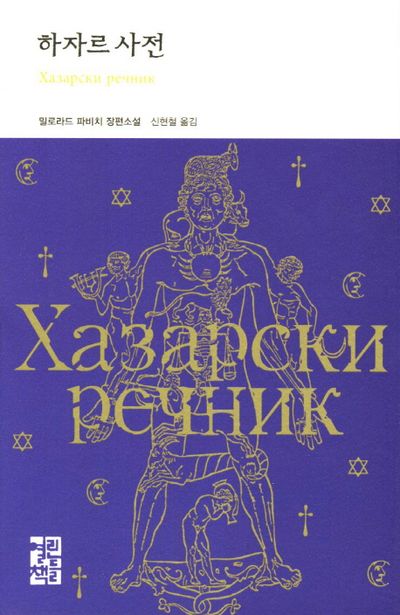 하자르 사전
Хазарски речник
밀로라드 파비치 장편소설 신현철 옮김
Хазарски
речник
열린
책들